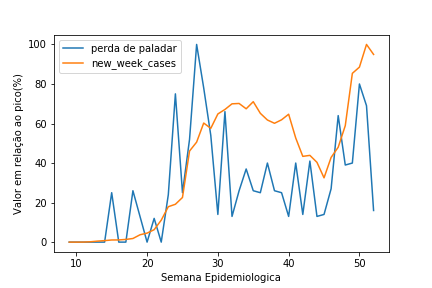 perda de paladar
new_week_cases
Valor em relação ao pico(%)
100
80
60
40
20
0
10
20
30
40
50
Semana Epidemiologica